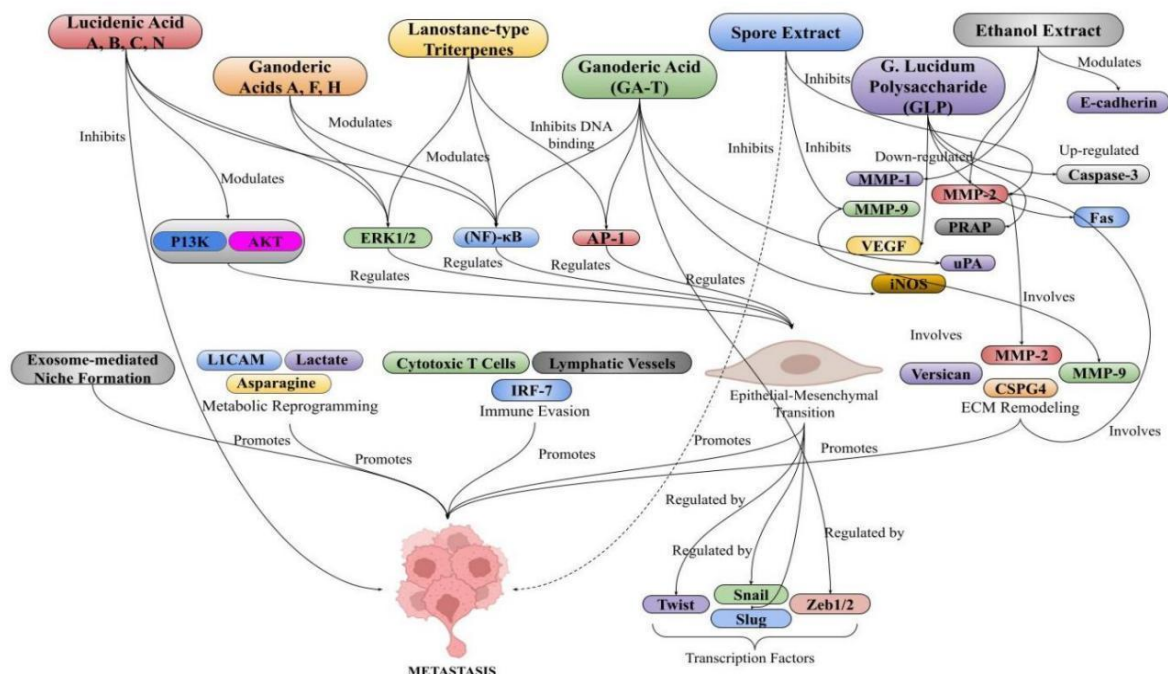 Lucidenic Acid
A, B, C, N
Lanostane-type
Triterpenes
Spore Extract
Ethanol Extract
Ganoderic
Acids A, F, H
Ganoderic Acid
(GA-T)
G. Lucidum
Polysaccharide
(GLP)
Modulates
E-cadherin
Inhibits
Inhibits
Modulates
Inhibits DNA
binding
Inhibits
Inhibits
Modulates
Down-regulated
Up-regulated
Modulates
MMP-1
MMP-2
Caspase-3
MMP-9
Fas
PRAP
P13K
AKT
ERK1/2
(NF)-κB
AP-1
VEGF
uPA
iNOS
Regulates
Regulates
Regulates
Regulates
Involves
Involves
Exosome-mediated
Niche Formation
L1CAM
Lactate
Asparagine
Metabolic Reprogramming
Cytotoxic T Cells
Lymphatic Vessels
IRF-7
Immune Evasion
Epithelial-Mesenchymal
Transition
MMP-2
Versican
MMP-9
CSPG4
ECM Remodeling
Promotes
Promotes
Promotes
Promotes
Promotes
Involves
Regulated by
Regulated by
Regulated by
Twist
Snail
Slug
Zeb1/2
Transcription Factors
METASTASIS